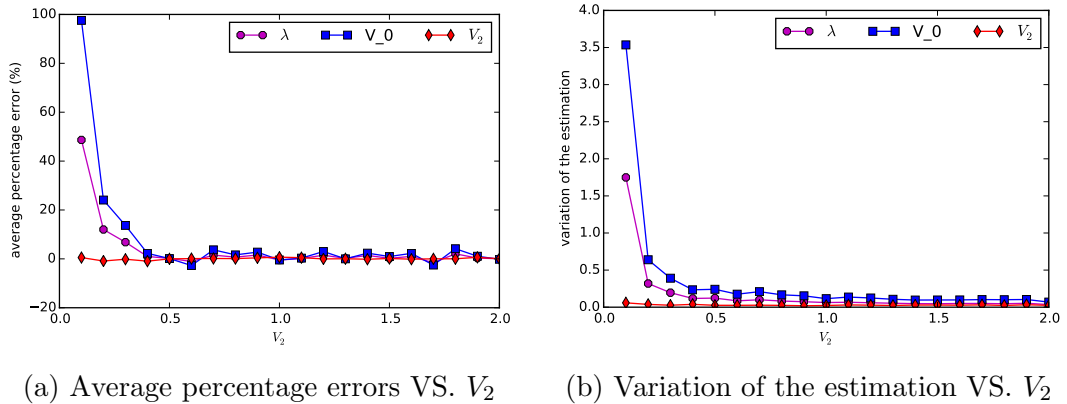 100
80
60
40
20
0
−20
average percentage error (%)
λ V_0 V₂
0.0 0.5 1.0 1.5 2.0
V₂
(a) Average percentage errors VS. V₂
4.0
3.5
3.0
2.5
2.0
1.5
1.0
0.5
0.0
variation of the estimation
λ V_0 V₂
0.0 0.5 1.0 1.5 2.0
V₂
(b) Variation of the estimation VS. V₂